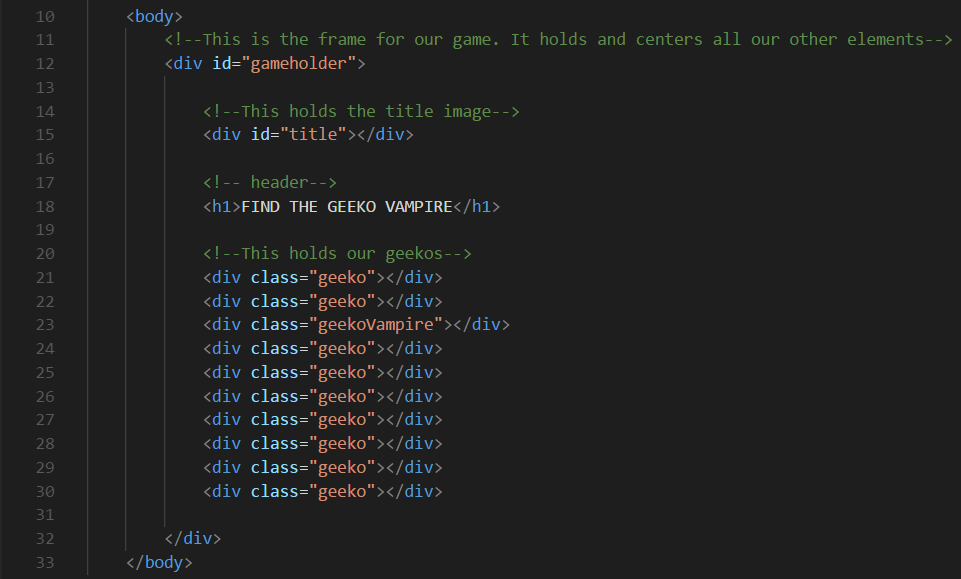 10 <body>
11 <!--This is the frame for our game. It holds and centers all our other elements-->
12 <div id="gameholder">
13
14 <!--This holds the title image-->
15 <div id="title"></div>
16
17 <!-- header-->
18 <h1>FIND THE GEEKO VAMPIRE</h1>
19
20 <!--This holds our geekos-->
21 <div class="geeko"></div>
22 <div class="geeko"></div>
23 <div class="geekoVampire"></div>
24 <div class="geeko"></div>
25 <div class="geeko"></div>
26 <div class="geeko"></div>
27 <div class="geeko"></div>
28 <div class="geeko"></div>
29 <div class="geeko"></div>
30 <div class="geeko"></div>
31
32 </div>
33 </body>